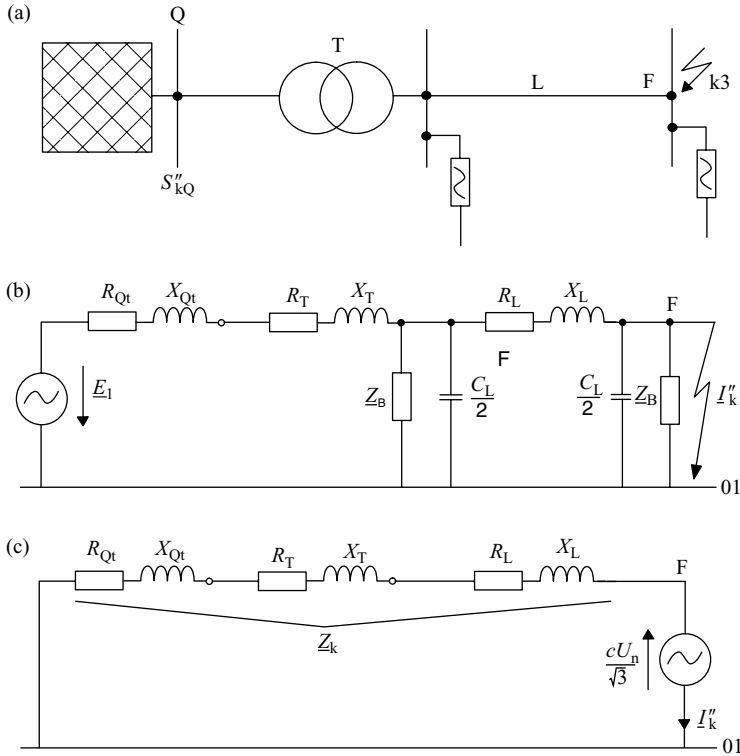 (a)
Q
T
L
F
k3
S″kQ
(b)
RQt
XQt
RT
XT
RL
XL
F
F
E1
ZB
CL
2
CL
2
ZB
I″k
01
(c)
RQt
XQt
RT
XT
RL
XL
F
Zk
cUn
√3
I″k
01